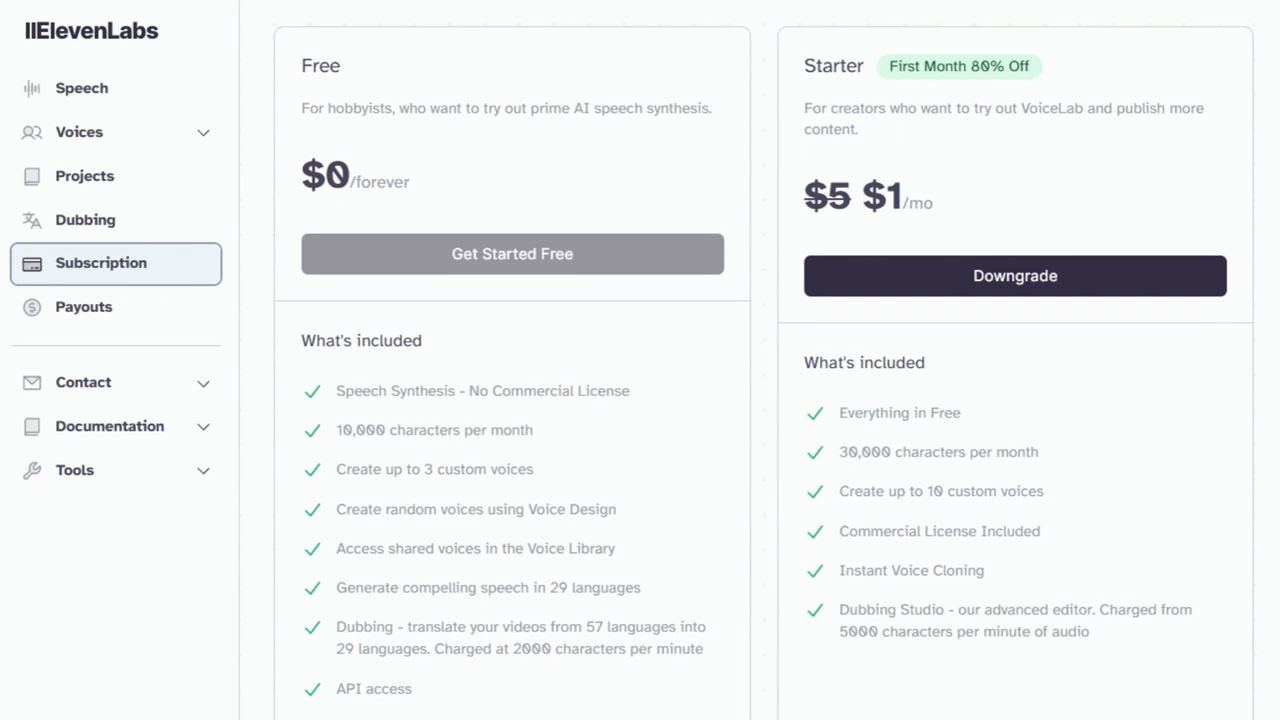 IIElevenLabs
Speech
Voices
Projects
Dubbing
Subscription
Payouts
Contact
Documentation
Tools
Free
For hobbyists, who want to try out prime AI speech synthesis.
$0/forever
Get Started Free
What's included
Speech Synthesis - No Commercial License
10,000 characters per month
Create up to 3 custom voices
Create random voices using Voice Design
Access shared voices in the Voice Library
Generate compelling speech in 29 languages
Dubbing - translate your videos from 57 languages into
29 languages. Charged at 2000 characters per minute
API access
Starter First Month 80% Off
For creators who want to try out VoiceLab and publish more
content.
$5 $1/mo
Downgrade
What's included
Everything in Free
30,000 characters per month
Create up to 10 custom voices
Commercial License Included
Instant Voice Cloning
Dubbing Studio - our advanced editor. Charged from
5000 characters per minute of audio